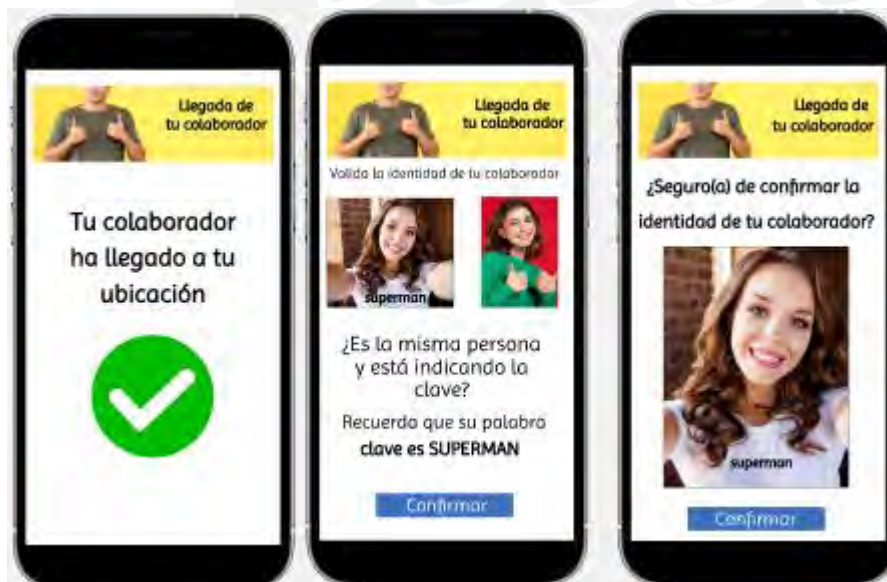 Llegada de
tu colaborador
Tu colaborador
ha llegado a tu
ubicación
Llegada de
tu colaborador
Valida la identidad de tu colaborador
superman
¿Es la misma persona
y está indicando la
clave?
Recuerda que su palabra
clave es SUPERMAN
Confirmar
Llegada de
tu colaborador
¿Seguro(a) de confirmar la
identidad de tu colaborador?
superman
Confirmar